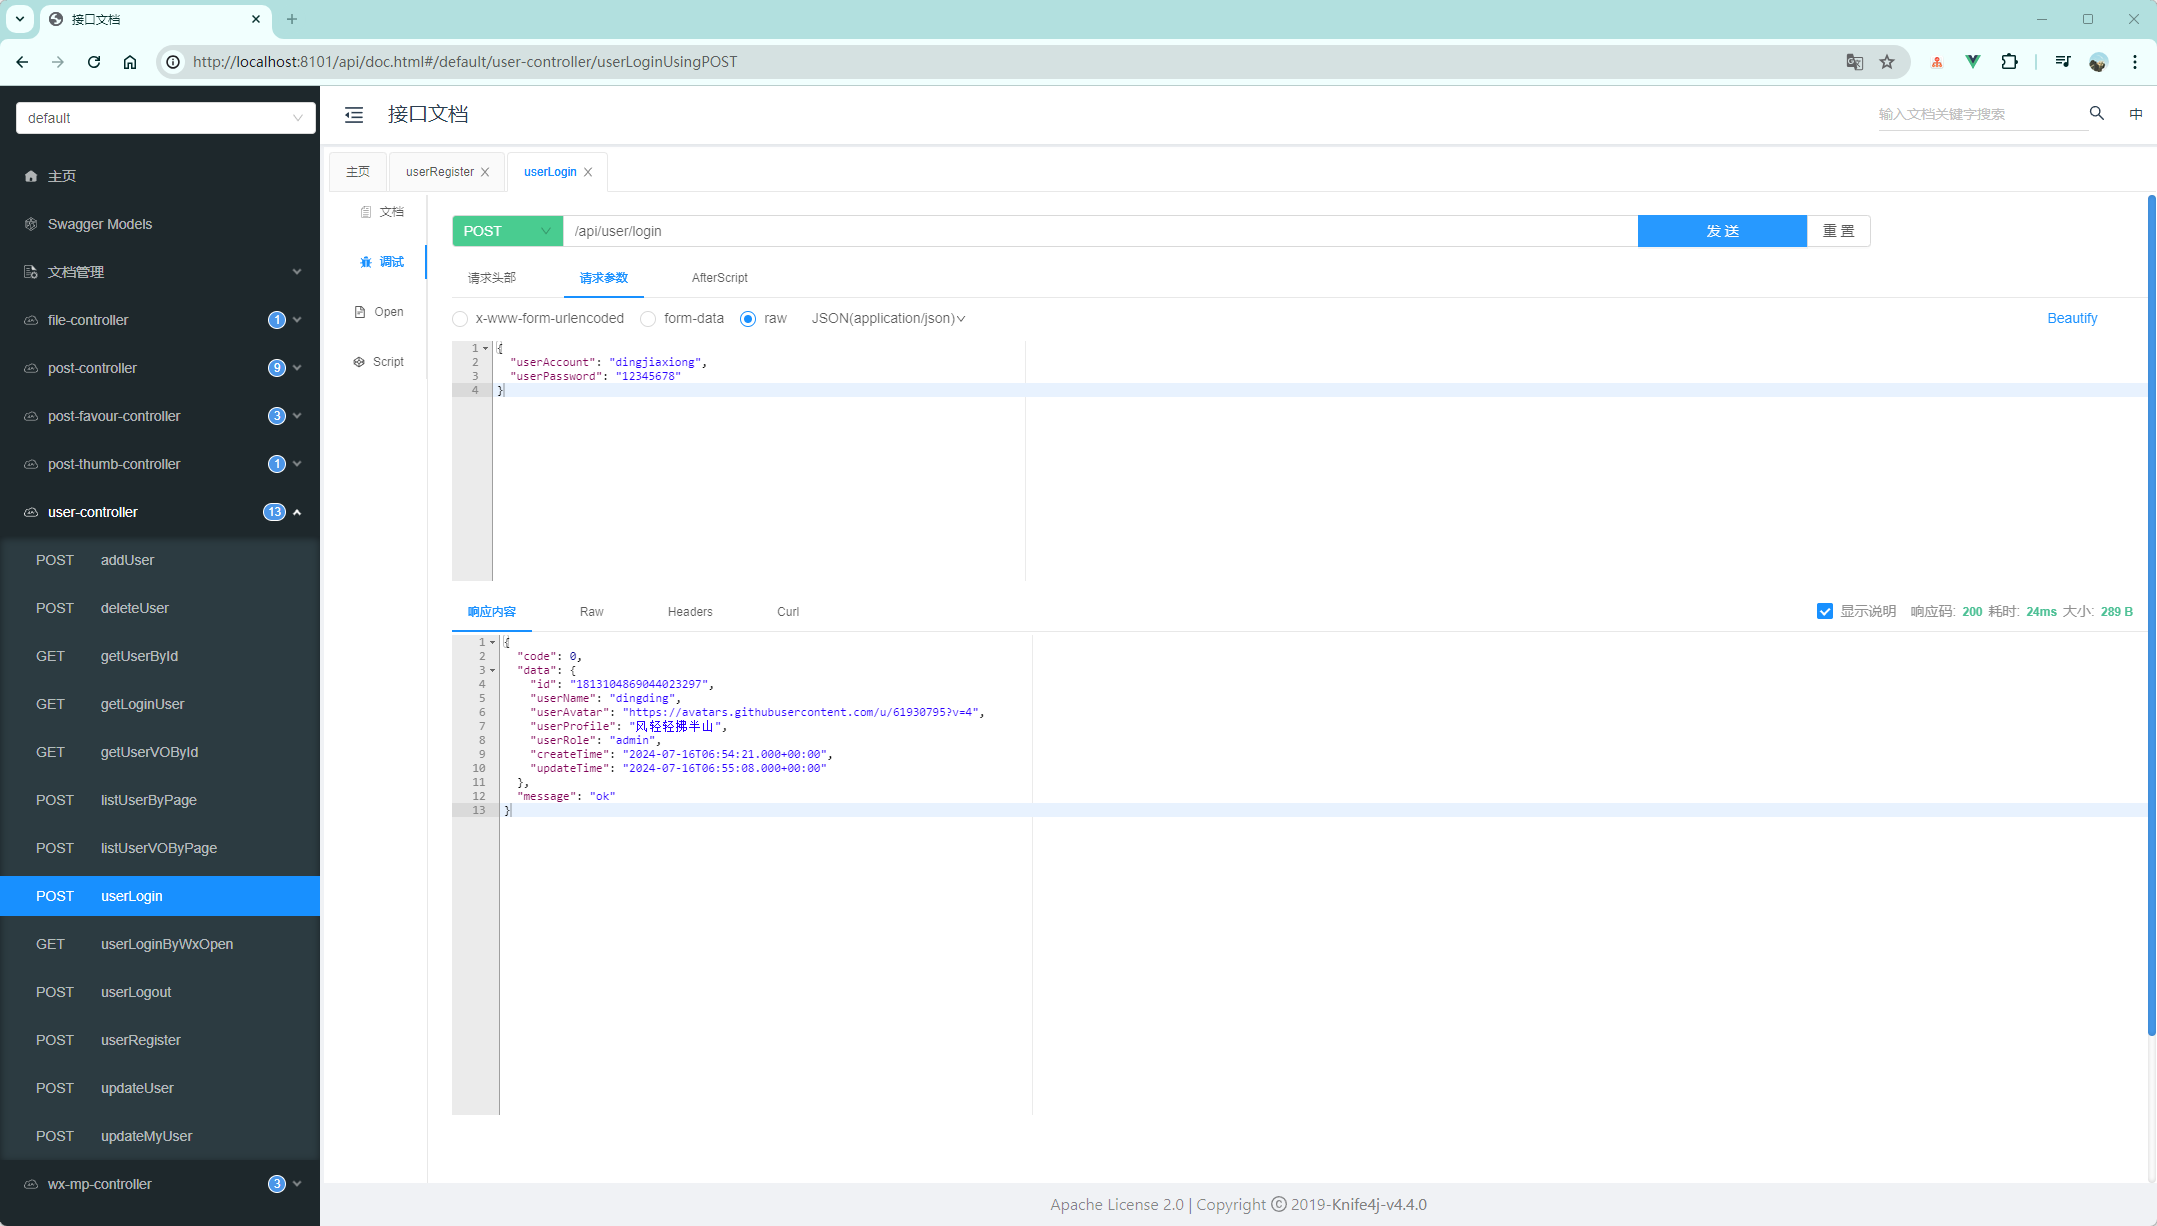 接口文档
http://localhost:8101/api/doc.html#/default/user-controller/userLoginUsingPOST
default
主页
Swagger Models
文档管理
file-controller 1
post-controller 9
post-favour-controller 3
post-thumb-controller 1
user-controller 13
POST addUser
POST deleteUser
GET getUserById
GET getLoginUser
GET getUserVOById
POST listUserByPage
POST listUserVOByPage
POST userLogin
GET userLoginByWxOpen
POST userLogout
POST userRegister
POST updateUser
POST updateMyUser
wx-mp-controller 3
接口文档
输入文档关键字搜索
中
主页 userRegister userLogin
文档
调试
Open
Script
POST /api/user/login 发 送 重 置
请求头部 请求参数 AfterScript
x-www-form-urlencoded form-data raw JSON(application/json) Beautify
1 {
2 "userAccount": "dingjiaxiong",
3 "userPassword": "12345678"
4 }
响应内容 Raw Headers Curl 显示说明 响应码: 200 耗时: 24ms 大小: 289 B
1 {
2 "code": 0,
3 "data": {
4 "id": "1813104869044023297",
5 "userName": "dingding",
6 "userAvatar": "https://avatars.githubusercontent.com/u/61930795?v=4",
7 "userProfile": "风轻轻拂半山",
8 "userRole": "admin",
9 "createTime": "2024-07-16T06:54:21.000+00:00",
10 "updateTime": "2024-07-16T06:55:08.000+00:00"
11 },
12 "message": "ok"
13 }
Apache License 2.0 | Copyright © 2019-Knife4j-v4.4.0